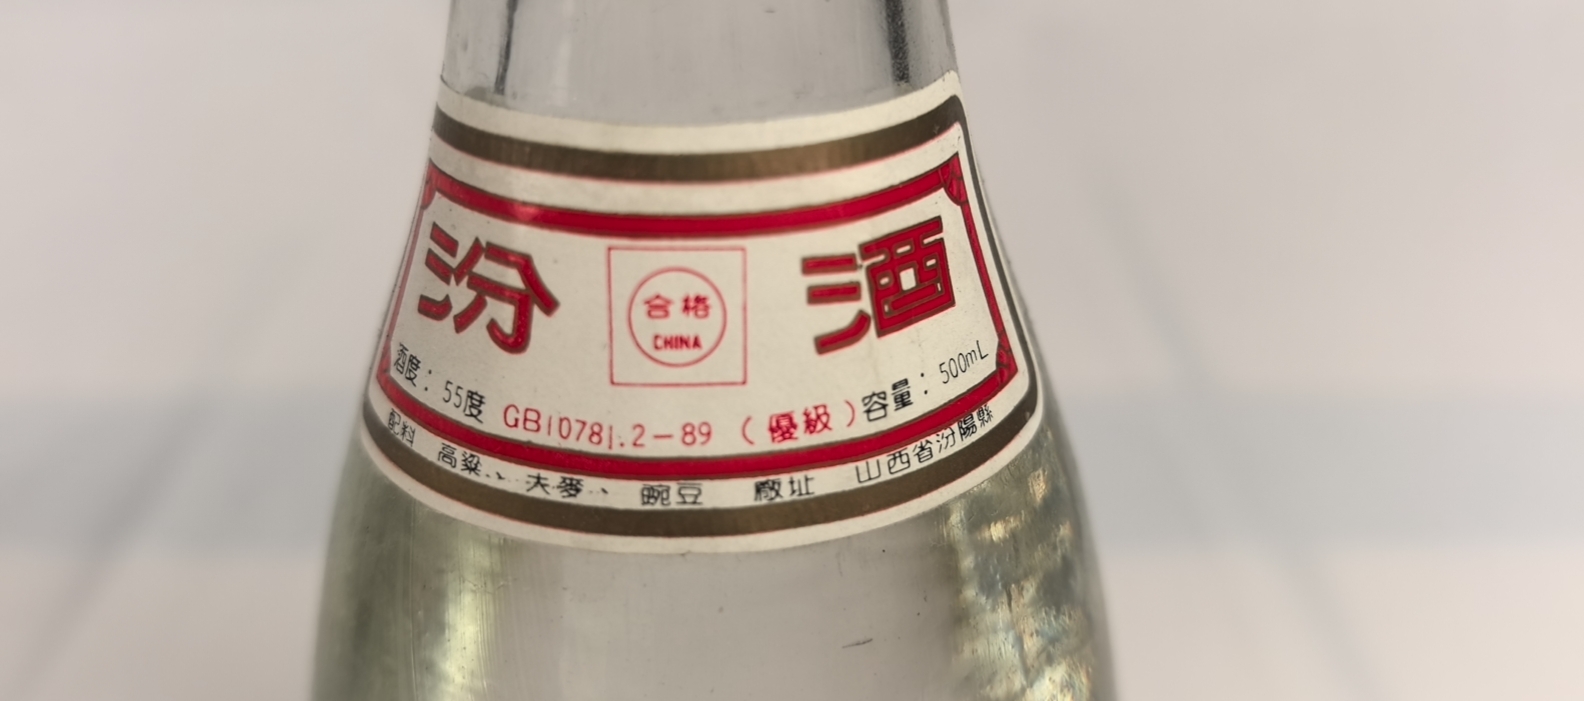 汾 酒
合格
CHINA
酒度：55度 GB10781.2-89（優級）容量：500mL
配料 高粱、大麥、豌豆 廠址 山西省汾陽縣